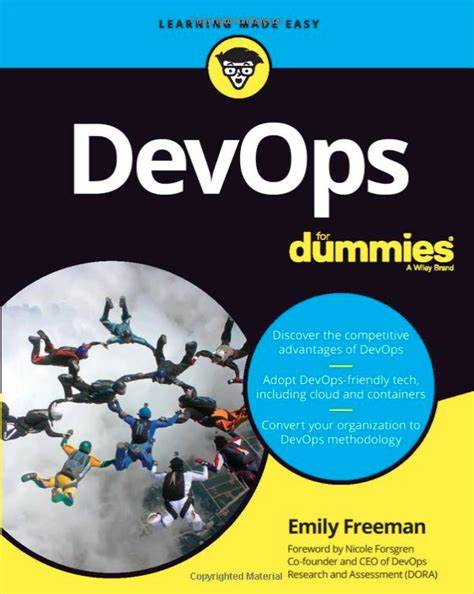 LEARNING MADE EASY
DevOps
for
dummies®
A Wiley Brand
Discover the competitive
advantages of DevOps
Adopt DevOps-friendly tech,
including cloud and containers
Convert your organization to
DevOps methodology
Emily Freeman
Foreword by Nicole Forsgren
Co-founder and CEO of DevOps
Research and Assessment (DORA)
Copyrighted Material